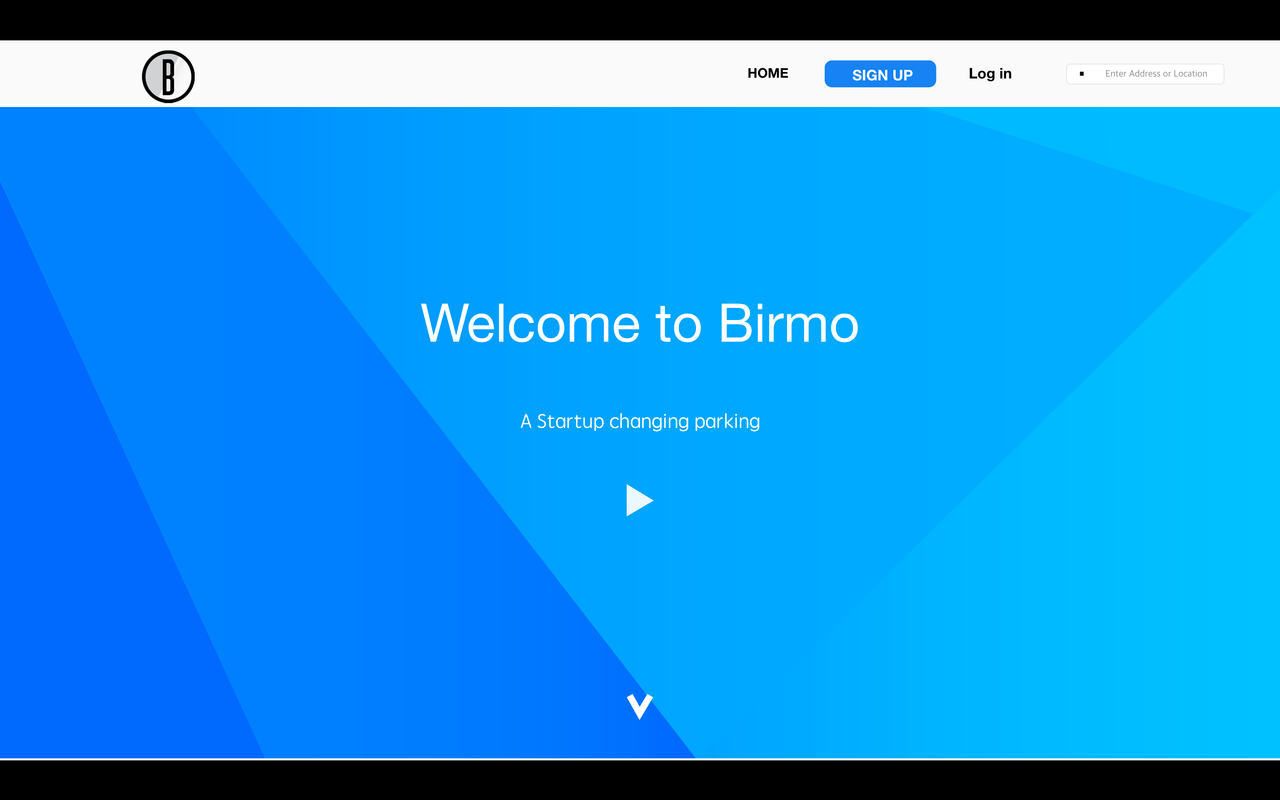 B
HOME
SIGN UP
Log in
Enter Address or Location
Welcome to Birmo
A Startup changing parking